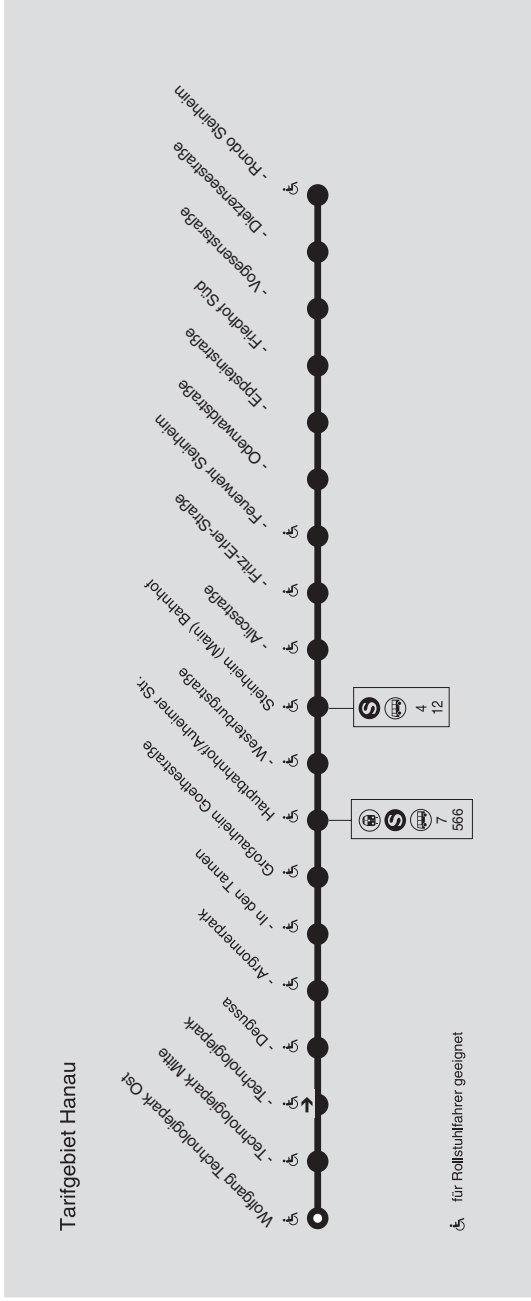 Tarifgebiet Hanau
Wolfgang Technologiepark Ost
- Technologiepark Mitte
- Technologiepark
- Degussa
- Argonnerpark
- In den Tannen
Großauheim Goethestraße
Hauptbahnhof/Auheimer Str.
- Westerburgstraße
Steinheim (Main) Bahnhof
- Alicestraße
- Fritz-Erler-Straße
- Feuerwehr Steinheim
- Odenwaldstraße
- Eppsteinstraße
- Friedhof Süd
- Vogesenststraße
- Dietzenseestraße
- Rondo Steinheim
S
7
566
S
4
12
für Rollstuhlfahrer geeignet